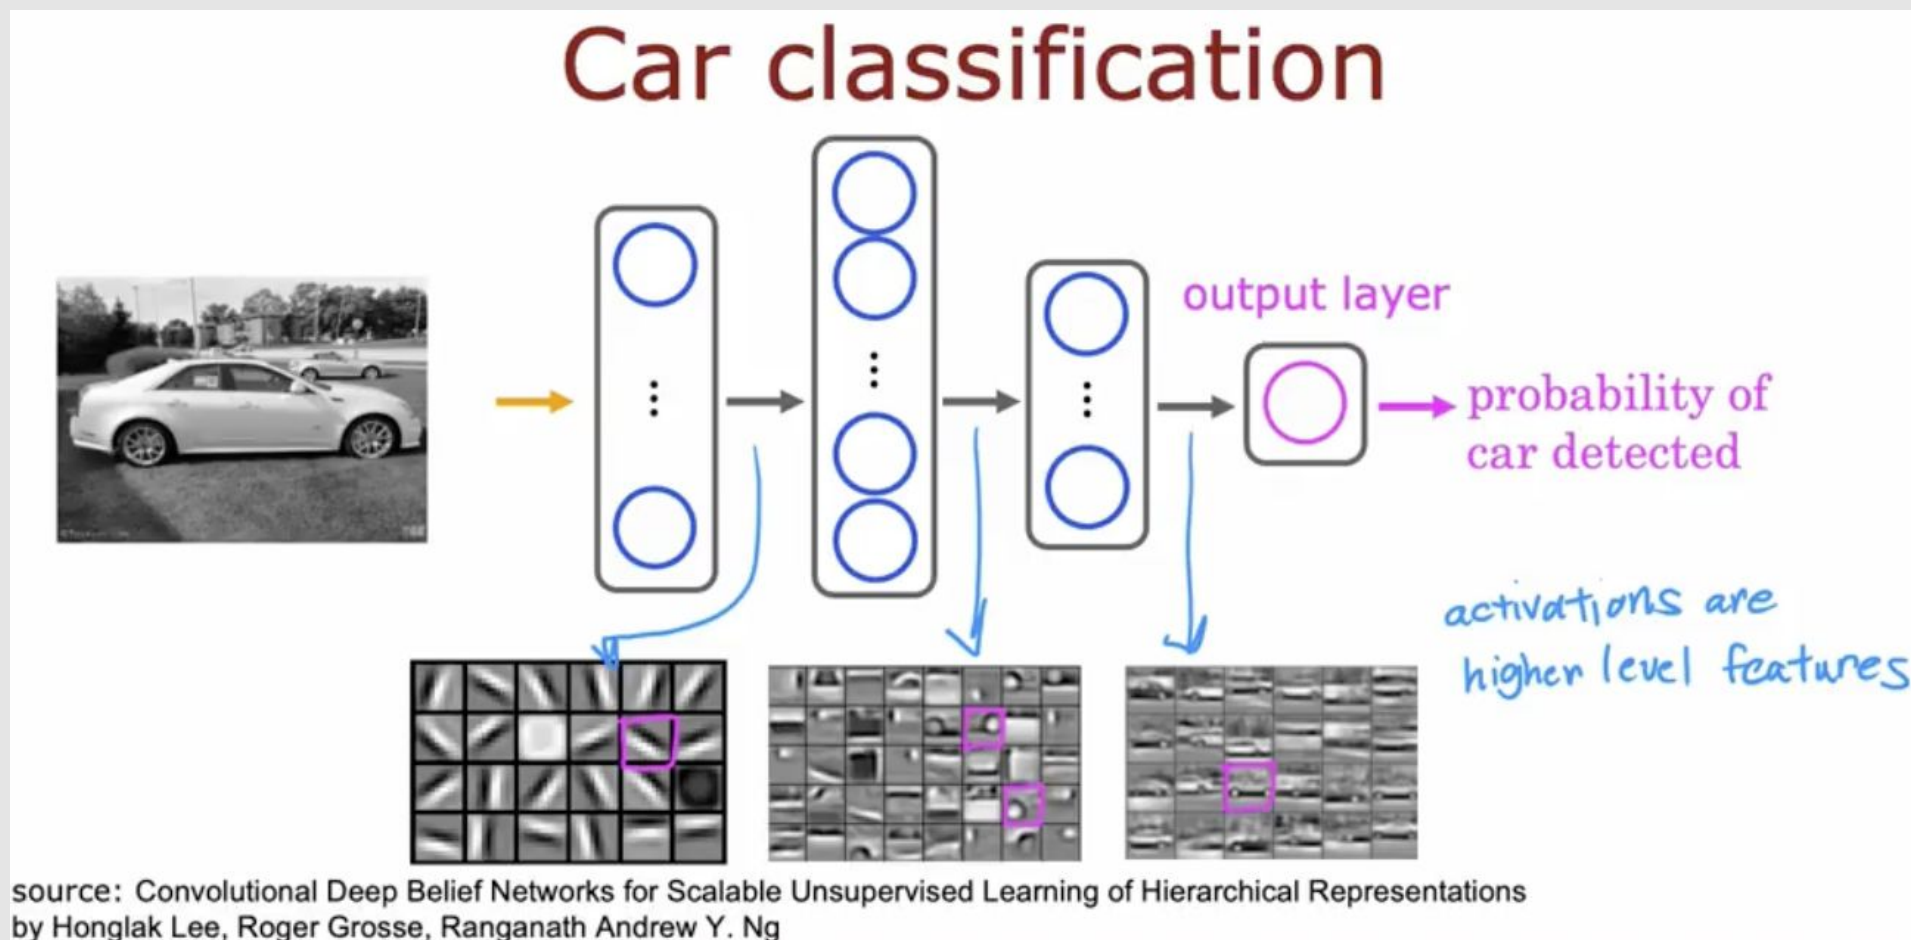 Car classification
output layer
probability of
car detected
activations are
higher level features
source: Convolutional Deep Belief Networks for Scalable Unsupervised Learning of Hierarchical Representations
by Honglak Lee, Roger Grosse, Ranganath Andrew Y. Ng